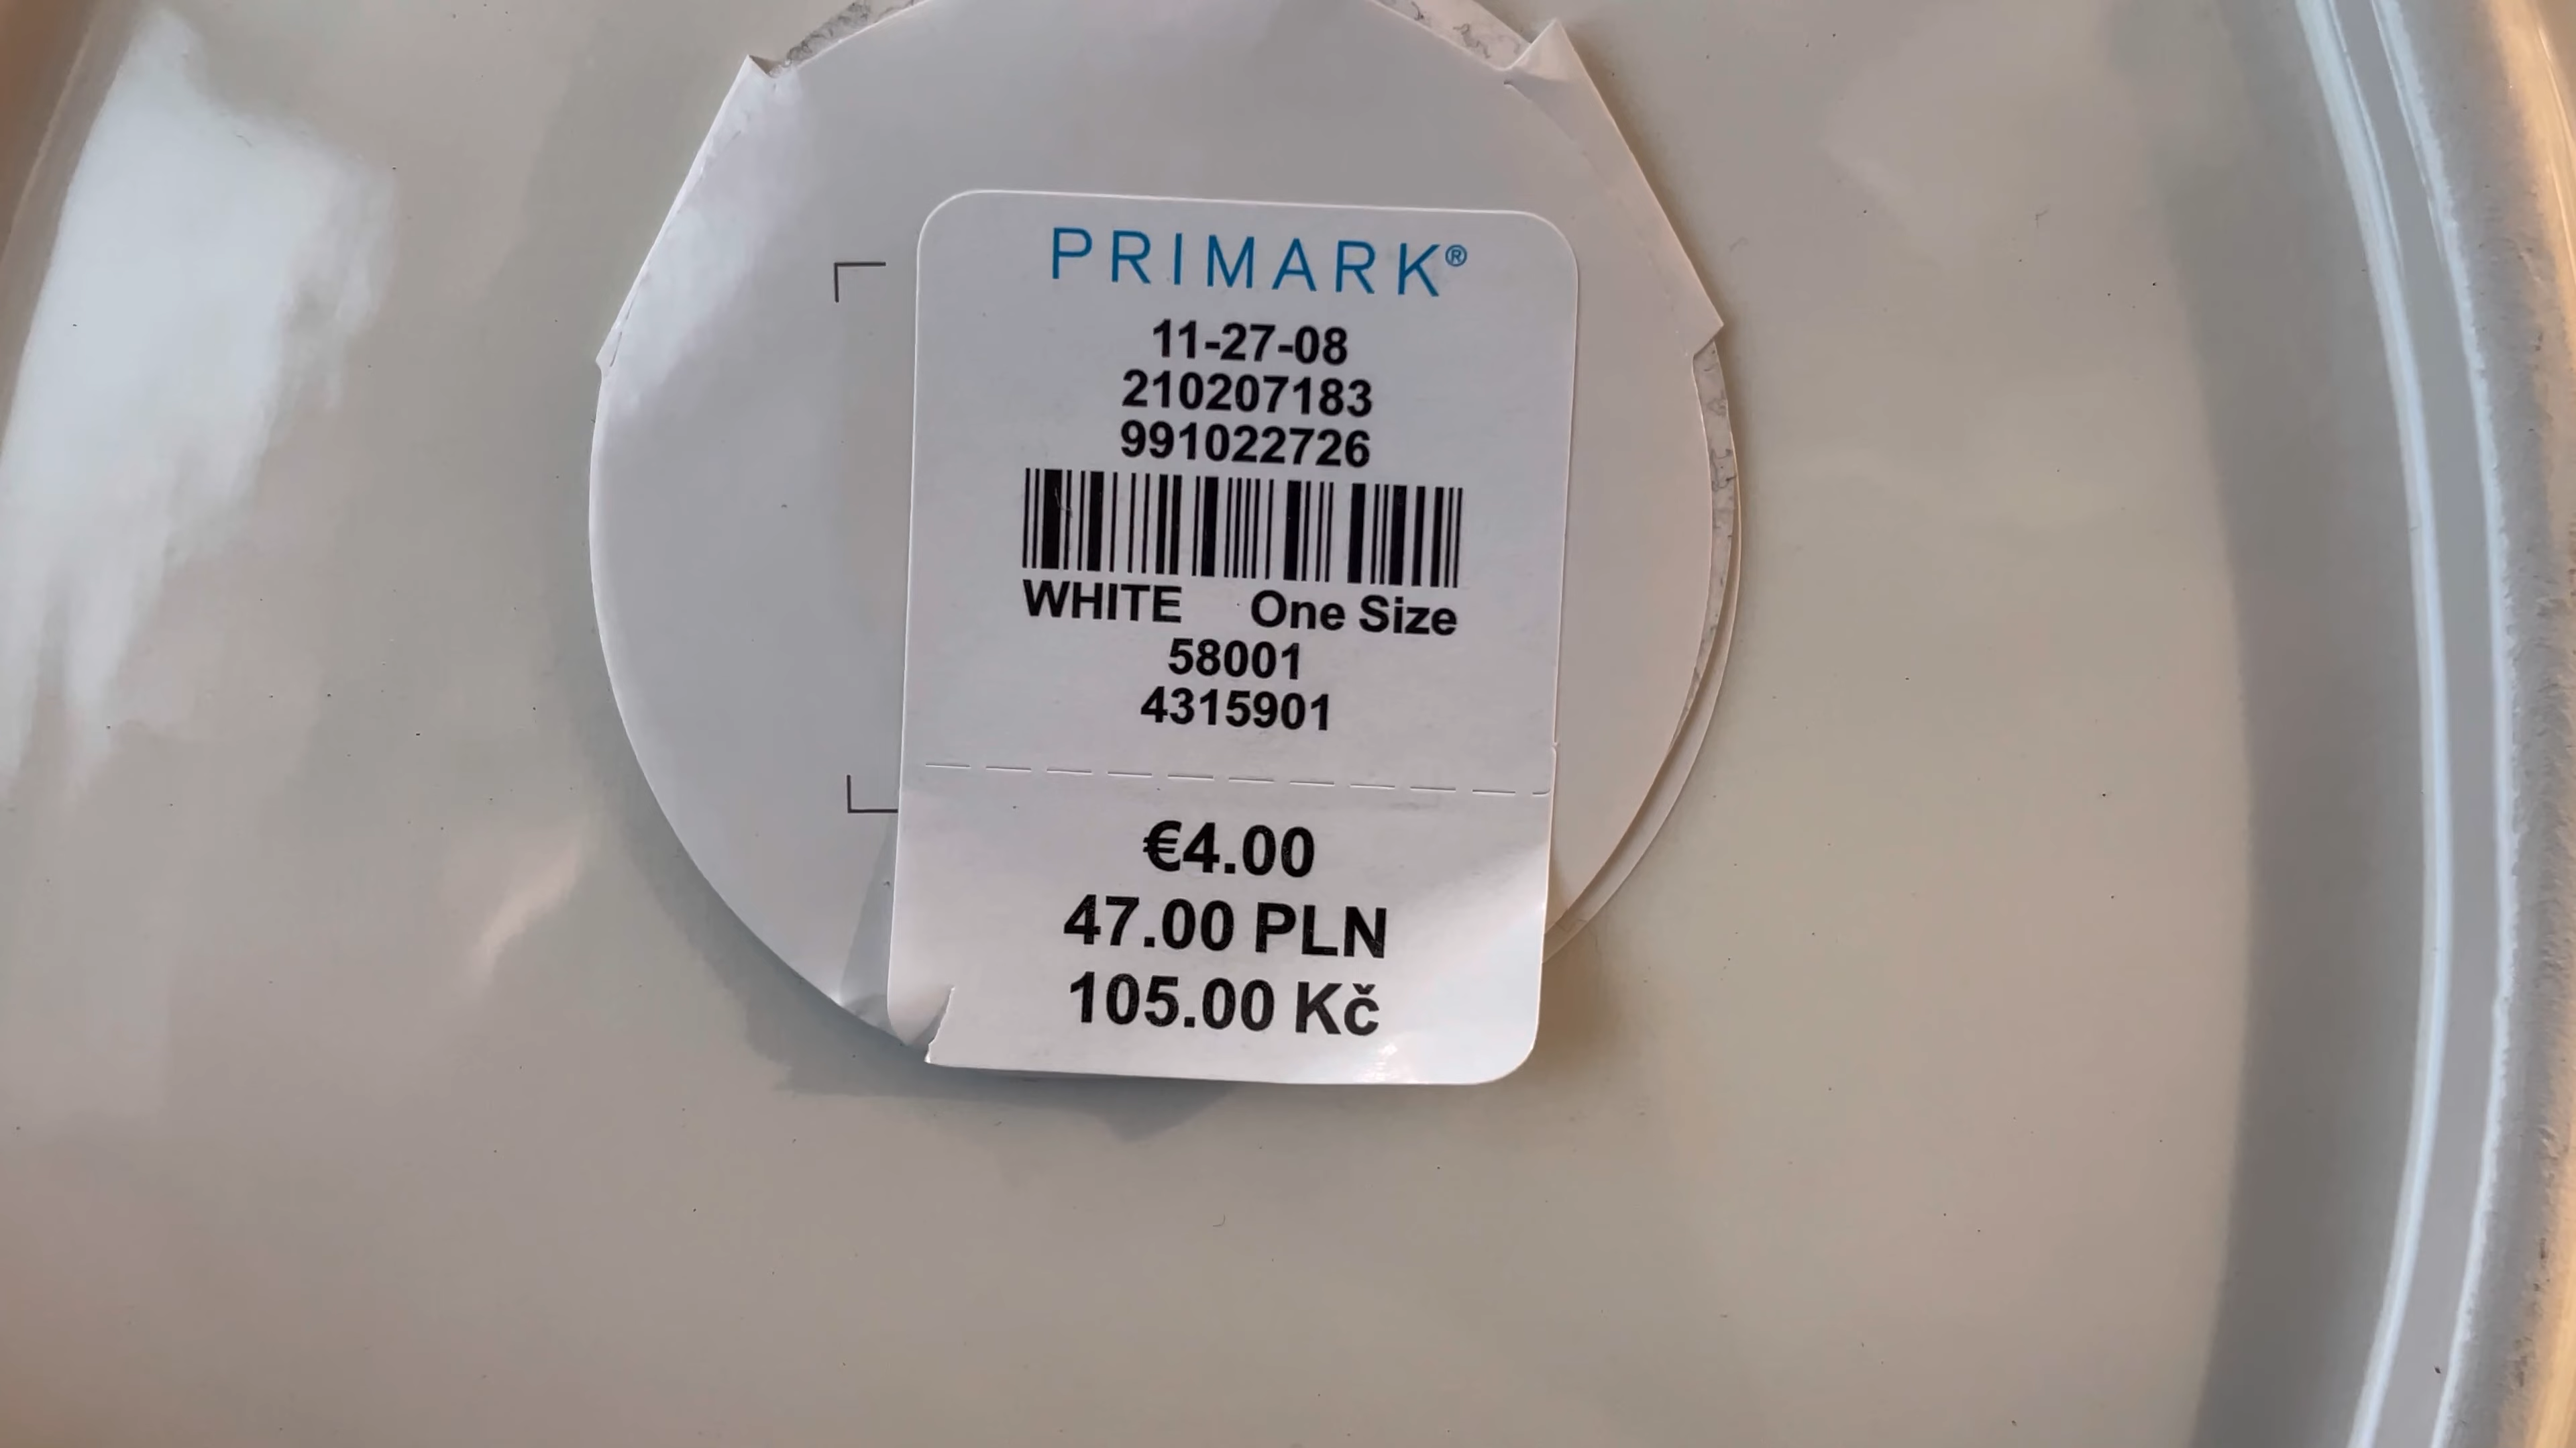 PRIMARK®
11-27-08
210207183
991022726
WHITE One Size
58001
4315901
€4.00
47.00 PLN
105.00 Kč